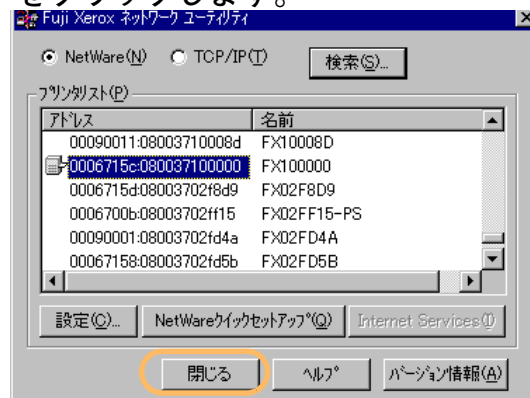 をクリックします。
Fuji Xerox ネットワーク ユーティリティ
NetWare(N) TCP/IP(T) 検索(S)...
プリンタリスト(P)
アドレス 名前
00090011:08003710008d FX10008D
0006715c:080037100000 FX100000
0006715d:08003702f8d9 FX02F8D9
0006700b:08003702ff15 FX02FF15-PS
00090001:08003702fd4a FX02FD4A
00067158:08003702fd5b FX02FD5B
設定(C)... NetWareクイックセットアップ(Q) Internet Services(I)
閉じる ヘルプ バージョン情報(A)